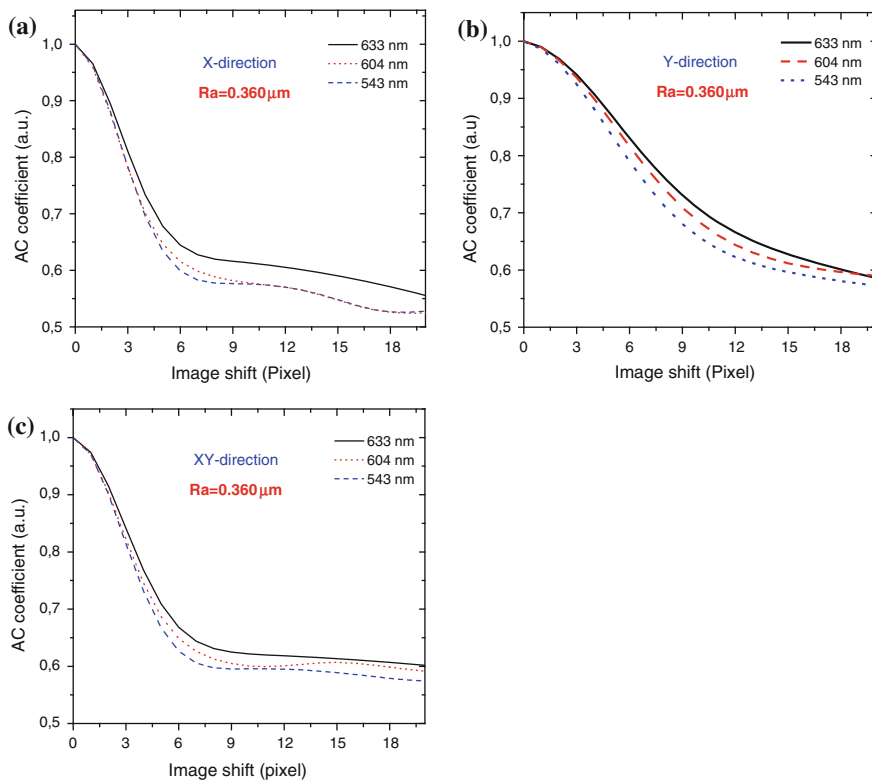 (a)
1,0
0,9
0,8
0,7
0,6
0,5
AC coefficient (a.u.)
X-direction
Ra=0.360µm
633 nm
604 nm
543 nm
0 3 6 9 12 15 18
Image shift (Pixel)
(b)
1,0
0,9
0,8
0,7
0,6
0,5
AC coefficient (a.u)
Y-direction
Ra=0.360µm
633 nm
604 nm
543 nm
0 3 6 9 12 15 18
Image shift (Pixel)
(c)
1,0
0,9
0,8
0,7
0,6
0,5
AC coefficient (a.u.)
XY-direction
Ra=0.360µm
633 nm
604 nm
543 nm
0 3 6 9 12 15 18
Image shift (pixel)